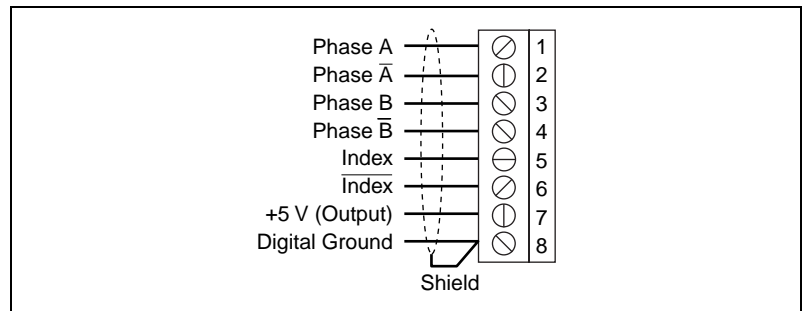 Phase A 1
Phase A̅ 2
Phase B 3
Phase B̅ 4
Index 5
I̅n̅d̅e̅x̅ 6
+5 V (Output) 7
Digital Ground 8
Shield